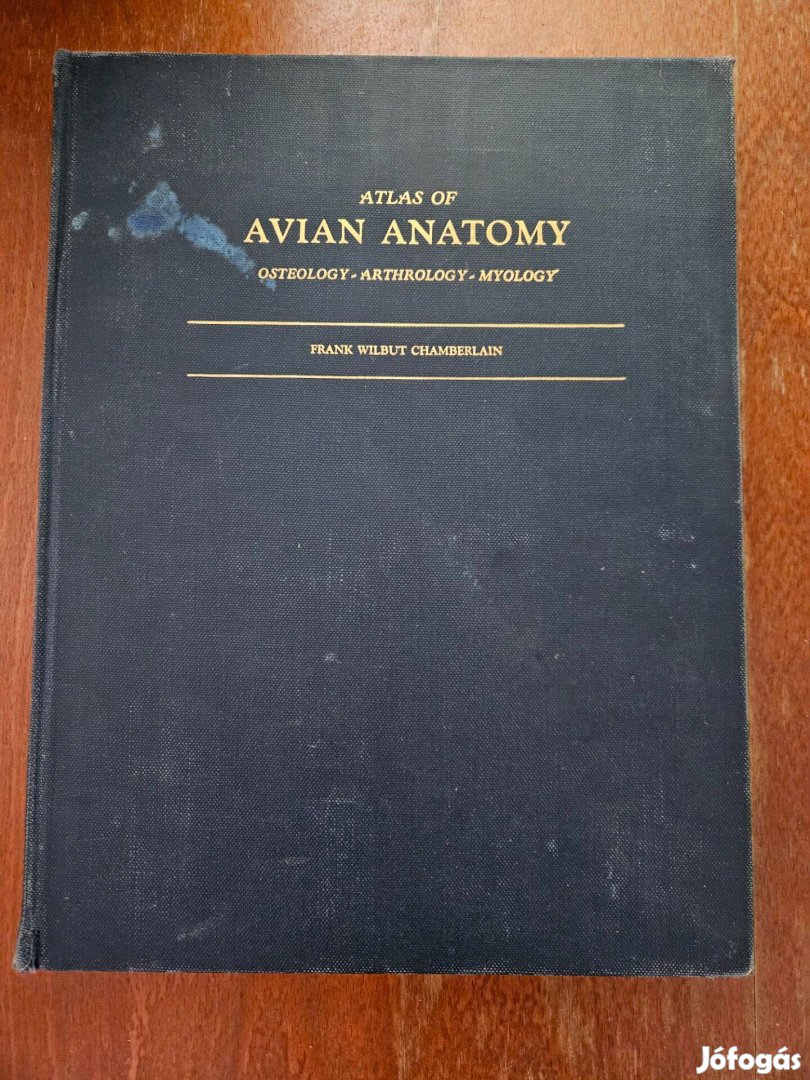 ATLAS OF
AVIAN ANATOMY
OSTEOLOGY - ARTHROLOGY - MYOLOGY
FRANK WILBUT CHAMBERLAIN
Jófogás